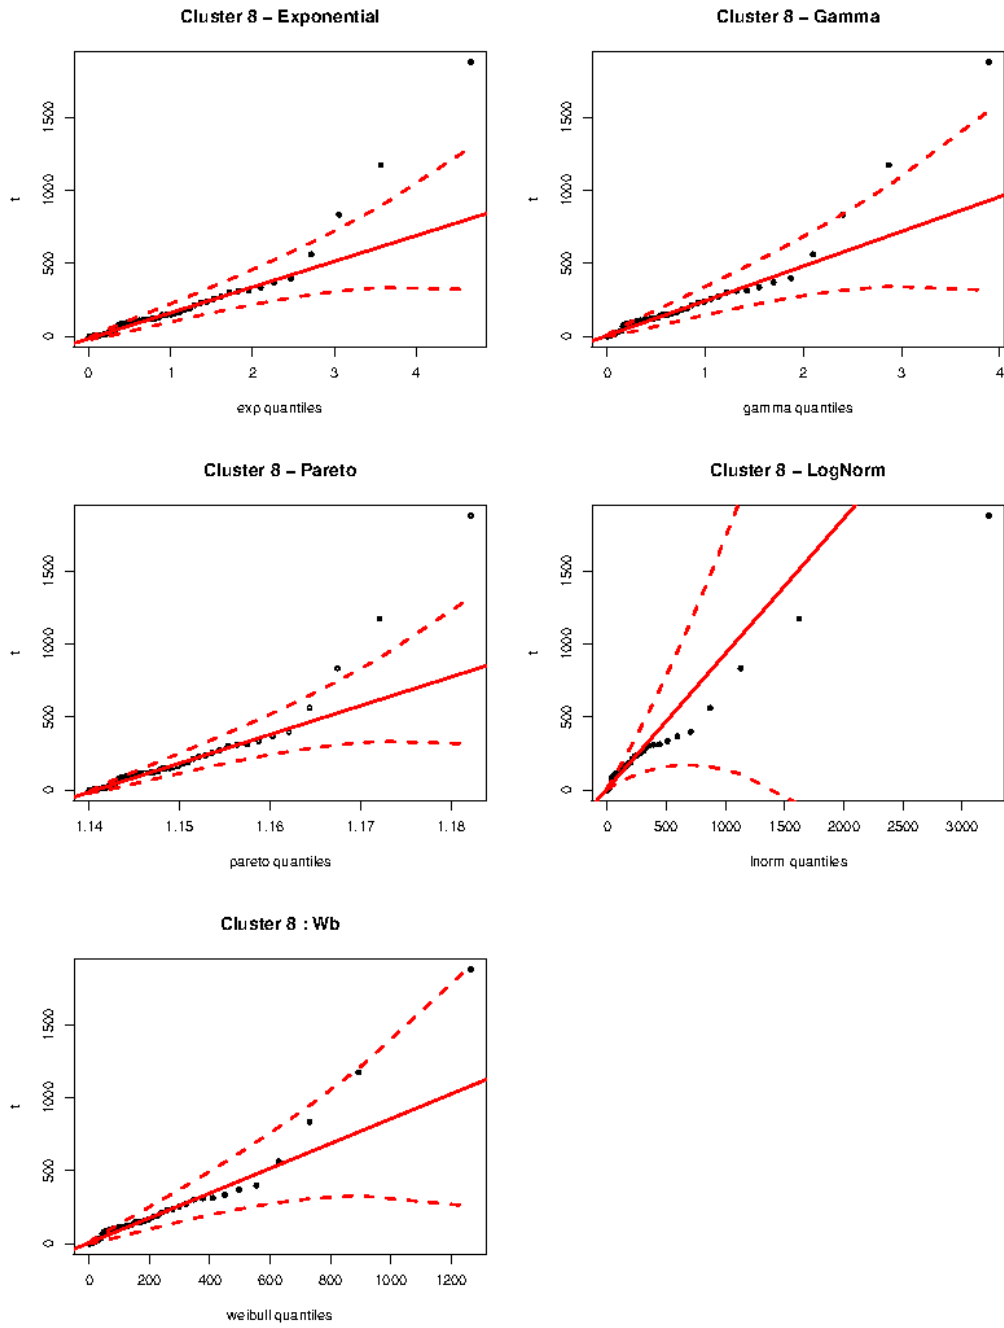 Cluster 8 – Exponential
1500
1000
500
0
t
0 1 2 3 4
exp quantiles
Cluster 8 – Gamma
1500
1000
500
0
t
0 1 2 3 4
gamma quantiles
Cluster 8 – Pareto
1500
1000
500
0
t
1.14 1.15 1.16 1.17 1.18
pareto quantiles
Cluster 8 – LogNorm
1500
1000
500
0
t
0 500 1000 1500 2000 2500 3000
lnorm quantiles
Cluster 8 : Wb
1500
1000
500
0
t
0 200 400 600 800 1000 1200
weibull quantiles